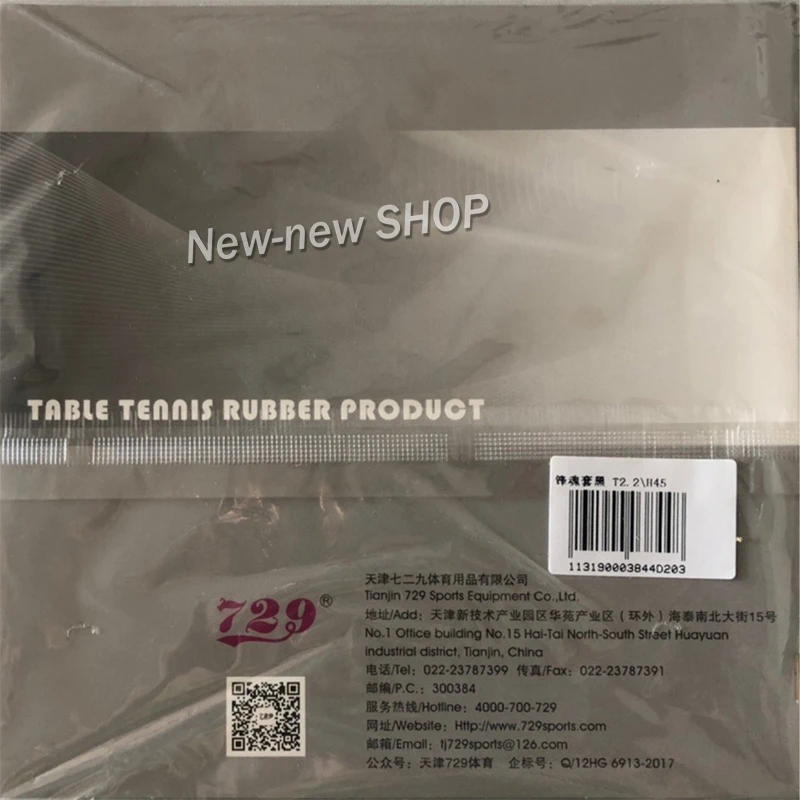 New-new SHOP
TABLE TENNIS RUBBER PRODUCT
锋魂套黑 T2.2\H45
113190003844D203
729®
天津七二九体育用品有限公司
Tianjin 729 Sports Equipment Co.,Ltd.
地址/Add: 天津新技术产业园区华苑产业区(环外)海泰南北大街15号
No.1 Office building No.15 Hai-Tai North-South Street Huayuan
industrial district, Tianjin, China
电话/Tel: 022-23787399 传真/Fax: 022-23787391
邮编/P.C.: 300384
服务热线/Hotline: 4000-700-729
网址/Website: Http://www.729sports.com
邮箱/Email: tj729sports@126.com
公众号: 天津729体育 企标号: Q/12HG 6913-2017